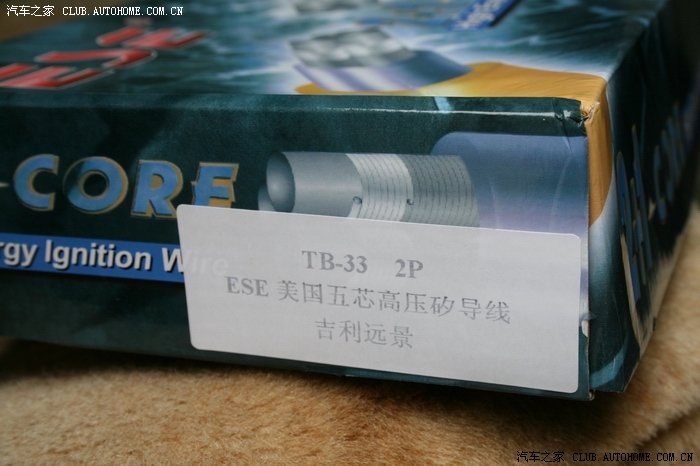 汽车之家 CLUB.AUTOHOME.COM.CN
ESE
CORE
rgy Ignition Wire
TB-33 2P
ESE 美国五芯高压矽导线
吉利远景
汽车之家 CLUB.AUTOHOME.COM.CN